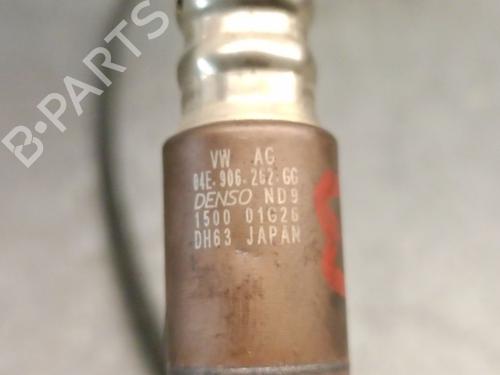 B-PARTS
VW AG
04E·906·262·GG
DENSO ND9
1500 01G26
DH63 JAPAN